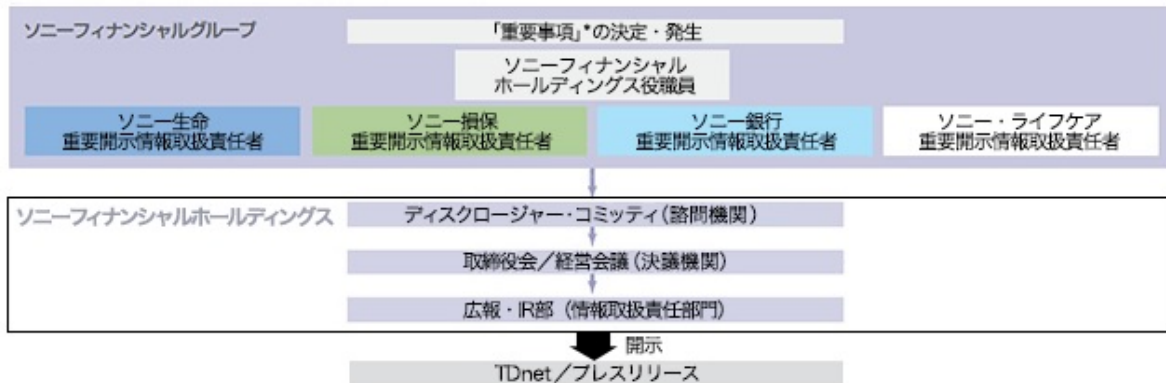 ソニーフィナンシャルグループ
「重要事項」*の決定・発生
ソニーフィナンシャル
ホールディングス役職員
ソニー生命
重要開示情報取扱責任者
ソニー損保
重要開示情報取扱責任者
ソニー銀行
重要開示情報取扱責任者
ソニー・ライフケア
重要開示情報取扱責任者
ソニーフィナンシャルホールディングス
ディスクロージャー・コミッティ(諮問機関)
取締役会/経営会議(決議機関)
広報・IR部(情報取扱責任部門)
開示
TDnet/プレスリリース